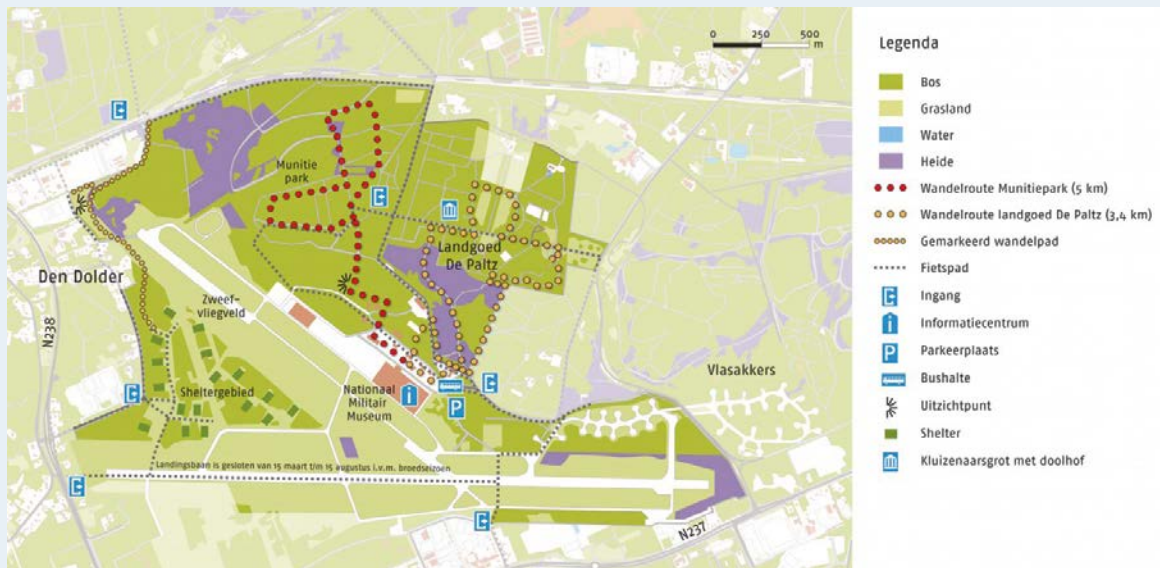 0 250 500
m
Munitie
park
Landgoed
De Paltz
Den Dolder
Zweef-
vliegveld
N238
Sheltergebied
Nationaal
Militair
Museum
Vlasakkers
Landingsbaan is gesloten van 15 maart t/m 15 augustus i.v.m. broedseizoen
N237
Legenda
Bos
Grasland
Water
Heide
Wandelroute Munitiepark (5 km)
Wandelroute landgoed De Paltz (3,4 km)
Gemarkeerd wandelpad
Fietspad
Ingang
i Informatiecentrum
P Parkeerplaats
Bushalte
Uitzichtpunt
Shelter
Kluizenaarsgrot met doolhof